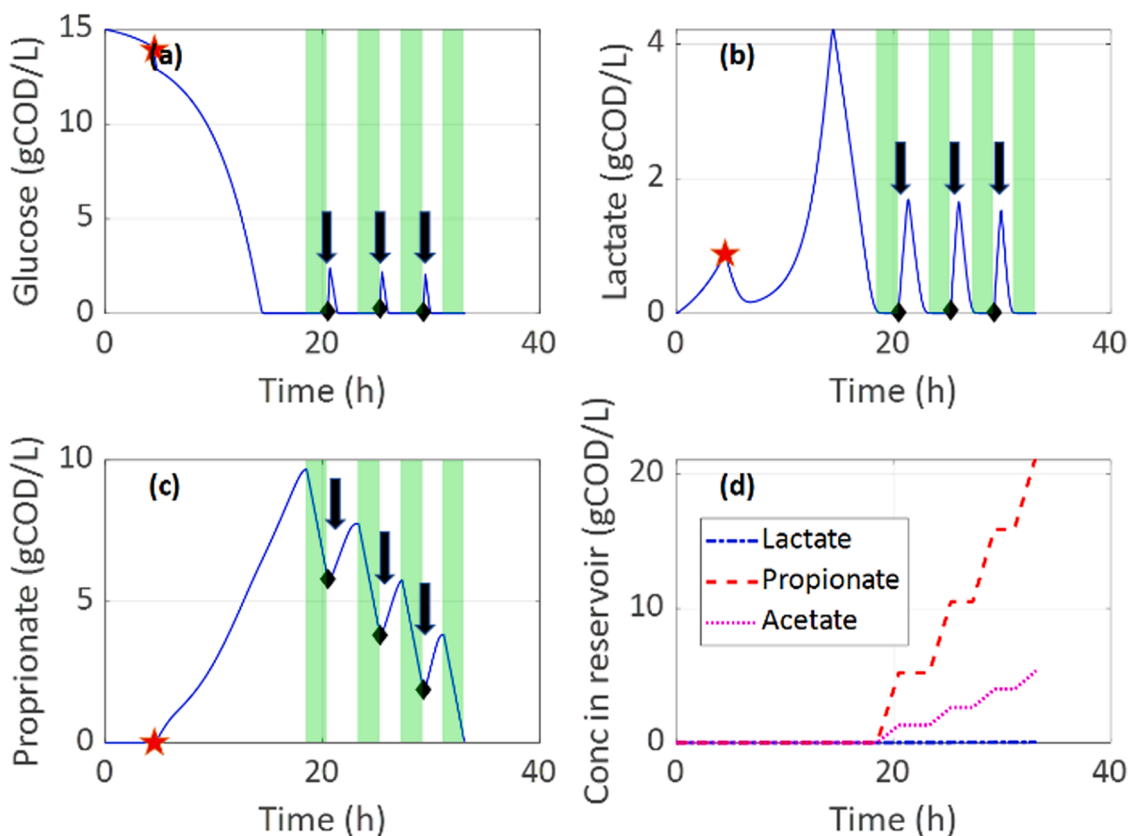 (a)
Glucose (gCOD/L)
15
10
5
0
0 20 40
Time (h)
(b)
Lactate (gCOD/L)
4
2
0
0 20 40
Time (h)
(c)
Proprionate (gCOD/L)
10
5
0
0 20 40
Time (h)
(d)
Conc in reservoir (gCOD/L)
20
10
0
Lactate
Propionate
Acetate
0 20 40
Time (h)